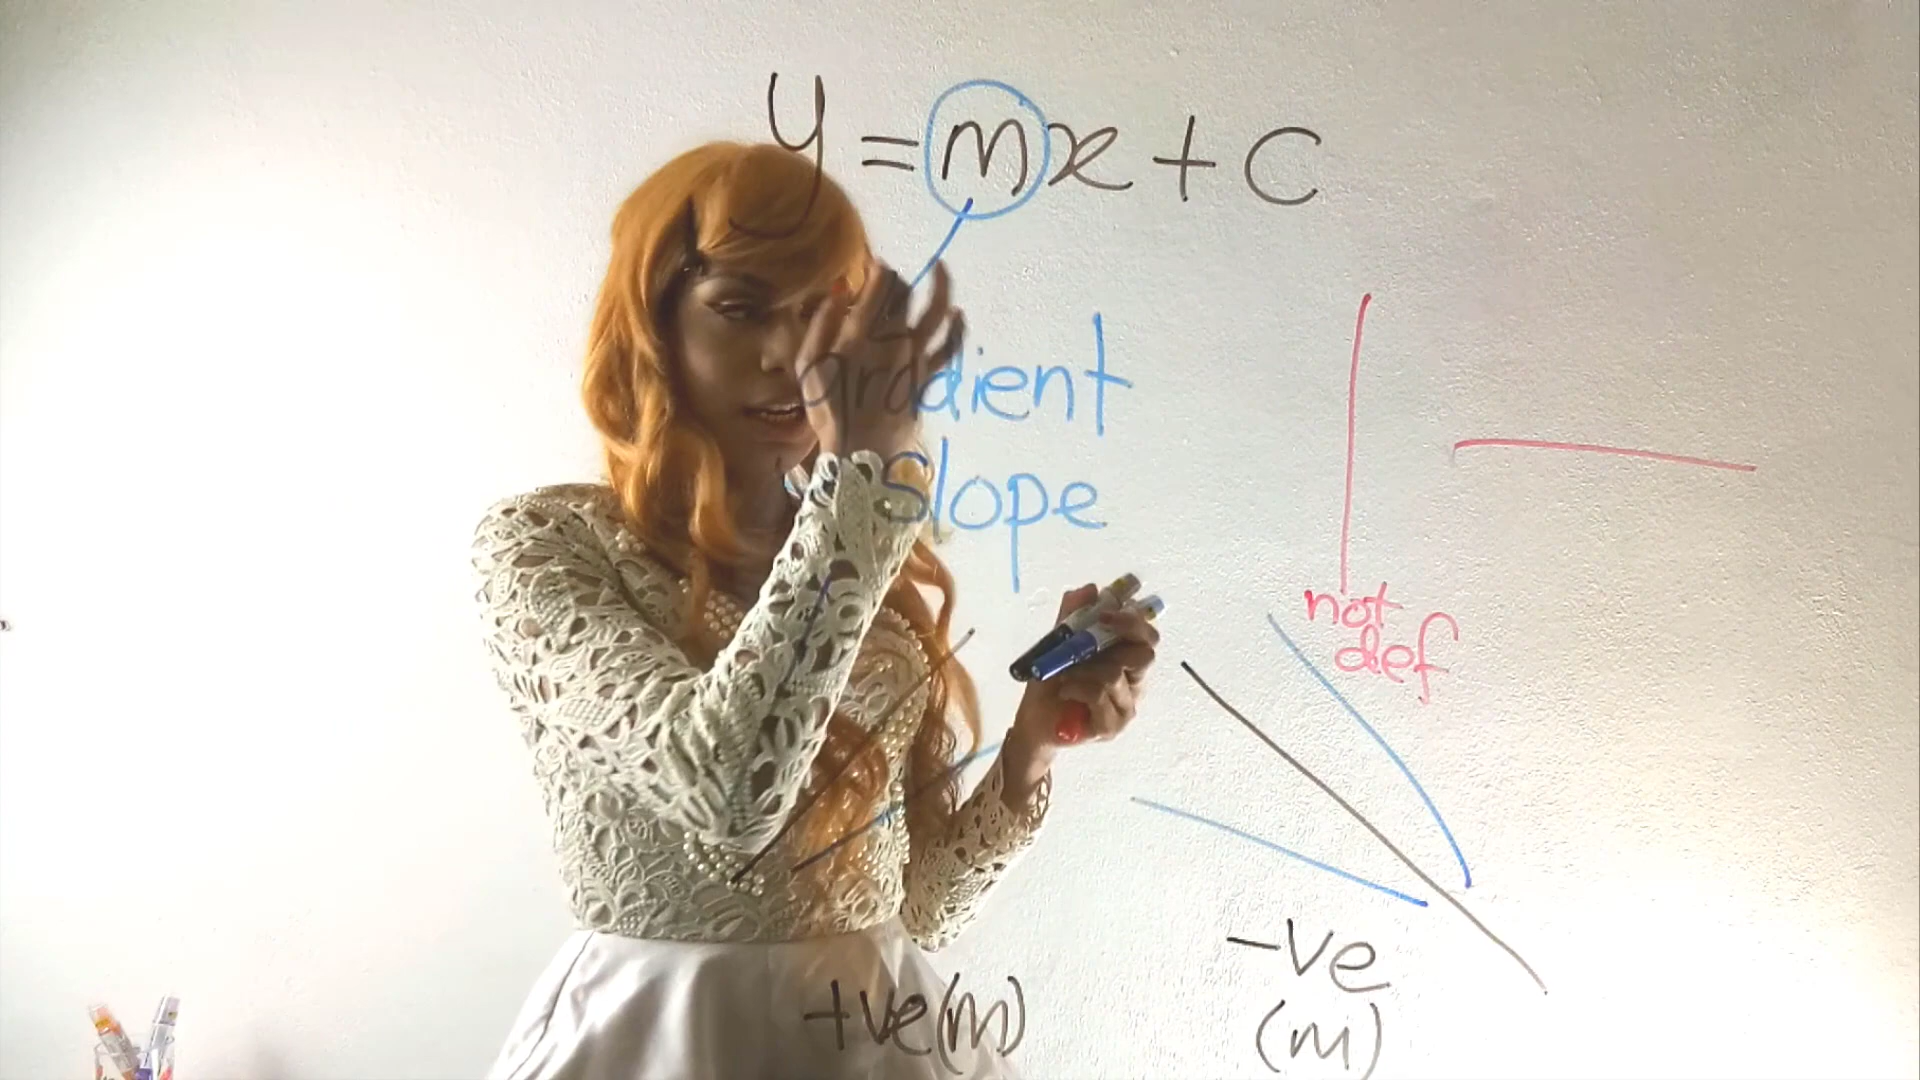 y = mx + c
gradient
slope
not
def
-ve
(m)
+ve(m)